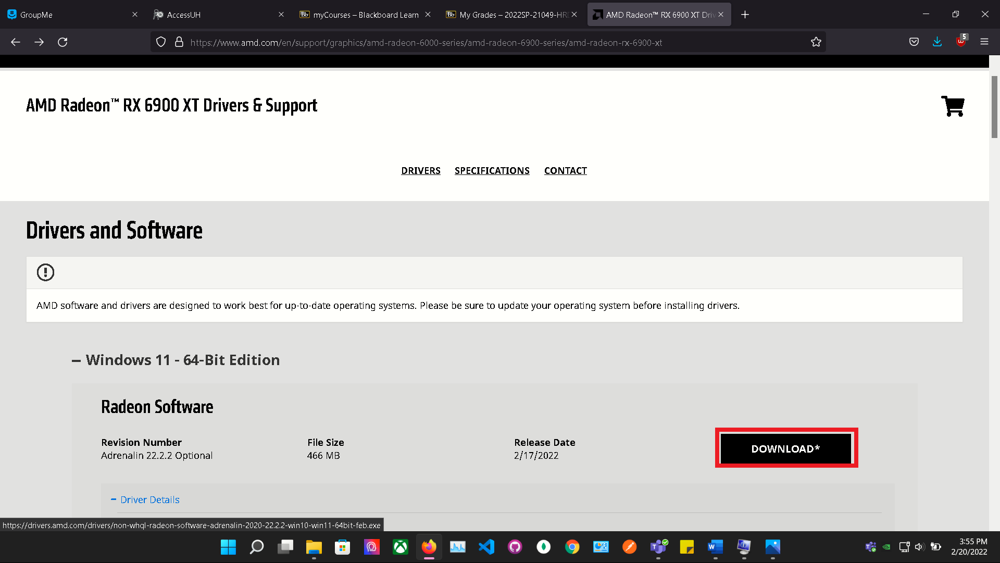 GroupMe
AccessUH
myCourses – Blackboard Learn
My Grades – 2022SP-21049-HRD
AMD Radeon™ RX 6900 XT Driv
https://www.amd.com/en/support/graphics/amd-radeon-6000-series/amd-radeon-6900-series/amd-radeon-rx-6900-xt
5
AMD Radeon™ RX 6900 XT Drivers & Support
DRIVERS SPECIFICATIONS CONTACT
Drivers and Software
AMD software and drivers are designed to work best for up-to-date operating systems. Please be sure to update your operating system before installing drivers.
– Windows 11 - 64-Bit Edition
Radeon Software
Revision Number
Adrenalin 22.2.2 Optional
File Size
466 MB
Release Date
2/17/2022
DOWNLOAD*
– Driver Details
https://drivers.amd.com/drivers/non-whql-radeon-software-adrenalin-2020-22.2.2-win10-win11-64bit-feb.exe
3:55 PM
2/20/2022